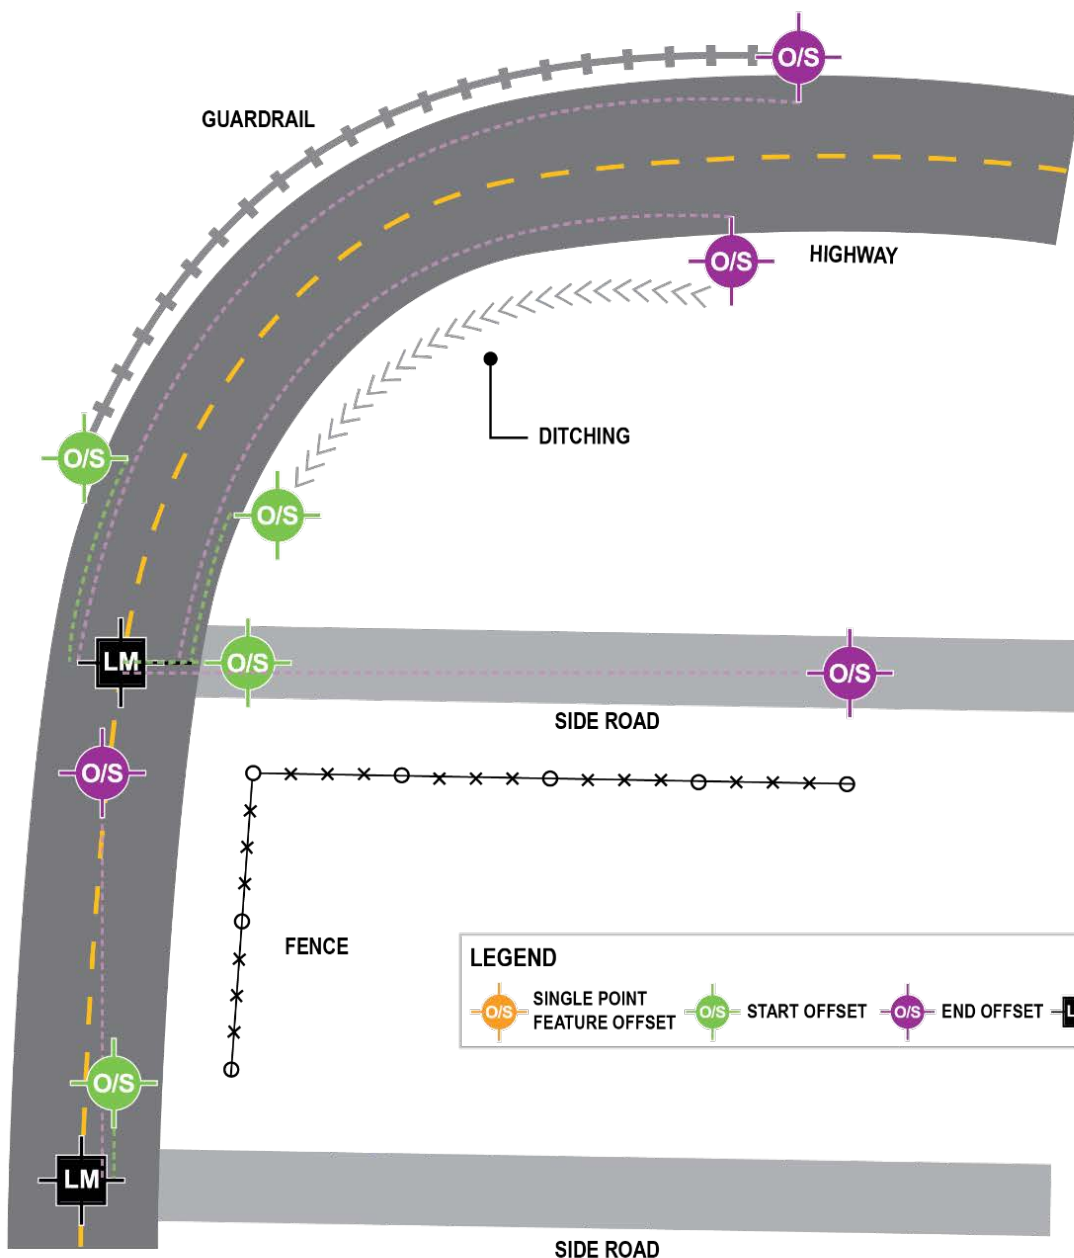 O/S
GUARDRAIL
HIGHWAY
O/S
DITCHING
O/S
O/S
LM
O/S
O/S
SIDE ROAD
O/S
FENCE
LEGEND
O/S
SINGLE POINT
FEATURE OFFSET
O/S
START OFFSET
O/S
END OFFSET
L
O/S
LM
SIDE ROAD